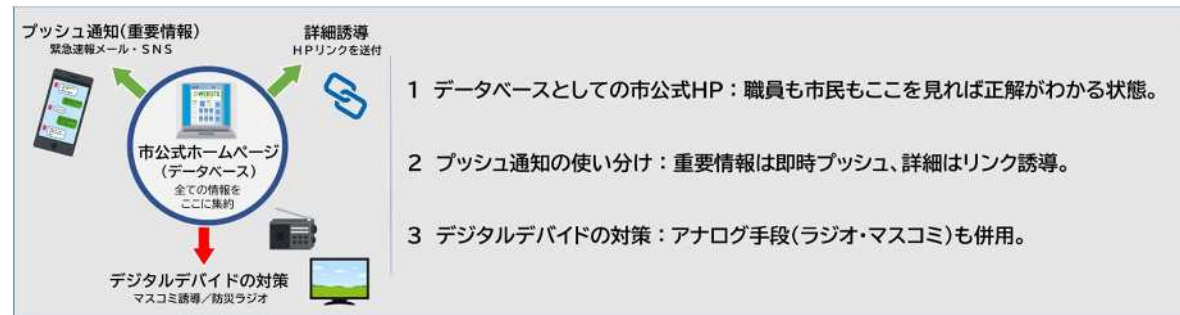 プッシュ通知(重要情報)
緊急速報メール・SNS
詳細誘導
HPリンクを送付
市公式ホームページ
(データベース)
全ての情報を
ここに集約
デジタルデバイドの対策
マスコミ誘導/防災ラジオ
1 データベースとしての市公式HP:職員も市民もここを見れば正解がわかる状態。
2 プッシュ通知の使い分け:重要情報は即時プッシュ、詳細はリンク誘導。
3 デジタルデバイドの対策:アナログ手段(ラジオ・マスコミ)も併用。